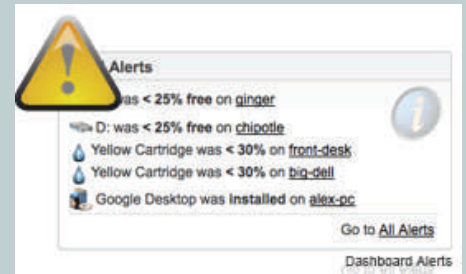 Alerts
was < 25% free on ginger
D: was < 25% free on chipotle
Yellow Cartridge was < 30% on front-desk
Yellow Cartridge was < 30% on big-dell
Google Desktop was installed on alex-pc
Go to All Alerts
Dashboard Alerts